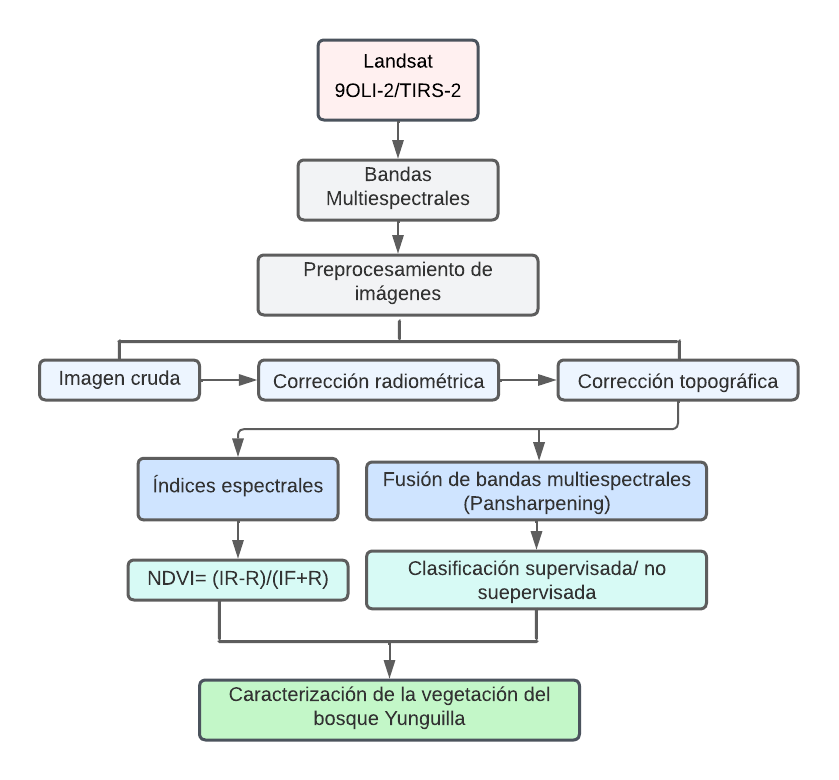 Landsat
9OLI-2/TIRS-2
Bandas
Multiespectrales
Preprocesamiento de
imágenes
Imagen cruda
Corrección radiométrica
Corrección topográfica
Índices espectrales
Fusión de bandas multiespectrales
(Pansharpening)
NDVI= (IR-R)/(IF+R)
Clasificación supervisada/ no
suepervisada
Caracterización de la vegetación del
bosque Yunguilla